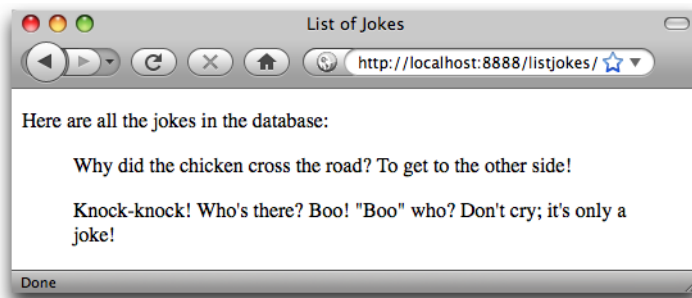 List of Jokes
http://localhost:8888/listjokes/
Here are all the jokes in the database:
Why did the chicken cross the road? To get to the other side!
Knock-knock! Who's there? Boo! "Boo" who? Don't cry; it's only a
joke!
Done